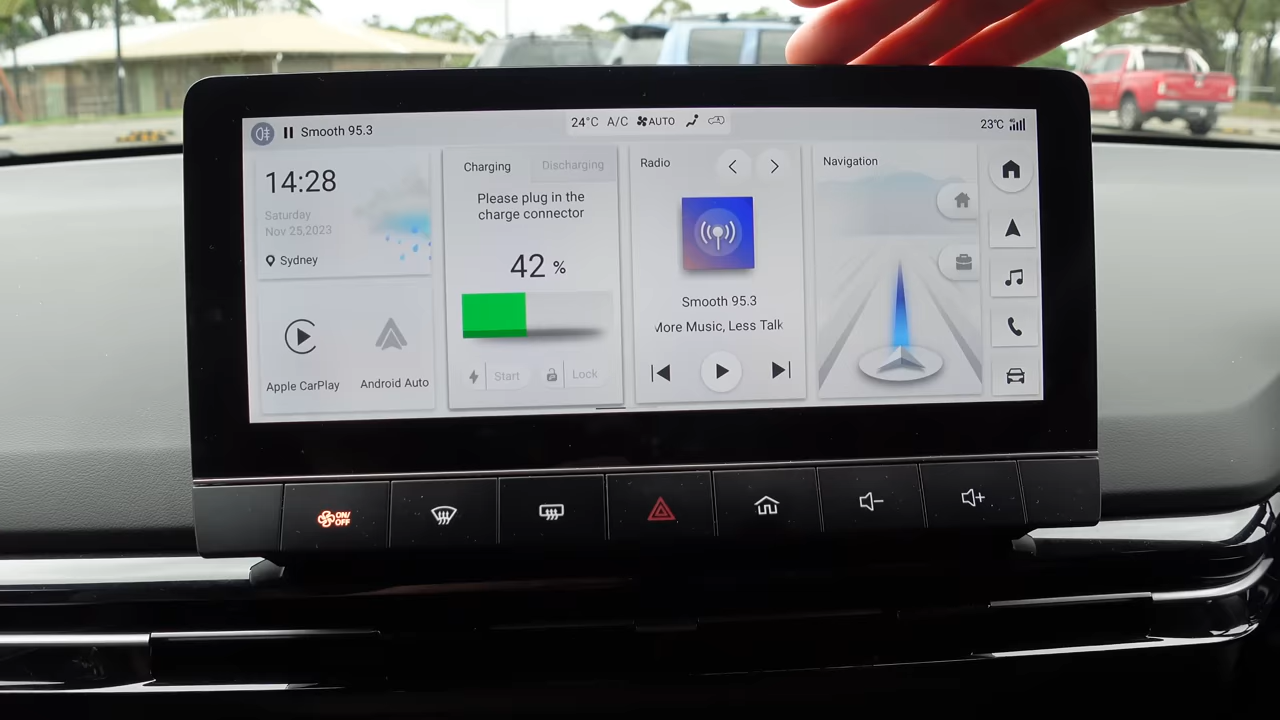 Smooth 95.3
24°C A/C AUTO
23℃ 4G
14:28
Saturday
Nov 25,2023
Sydney
Apple CarPlay
Android Auto
Charging
Discharging
Please plug in the
charge connector
42 %
Start
Lock
Radio
Smooth 95.3
More Music, Less Talk
Navigation
ON/
OFF